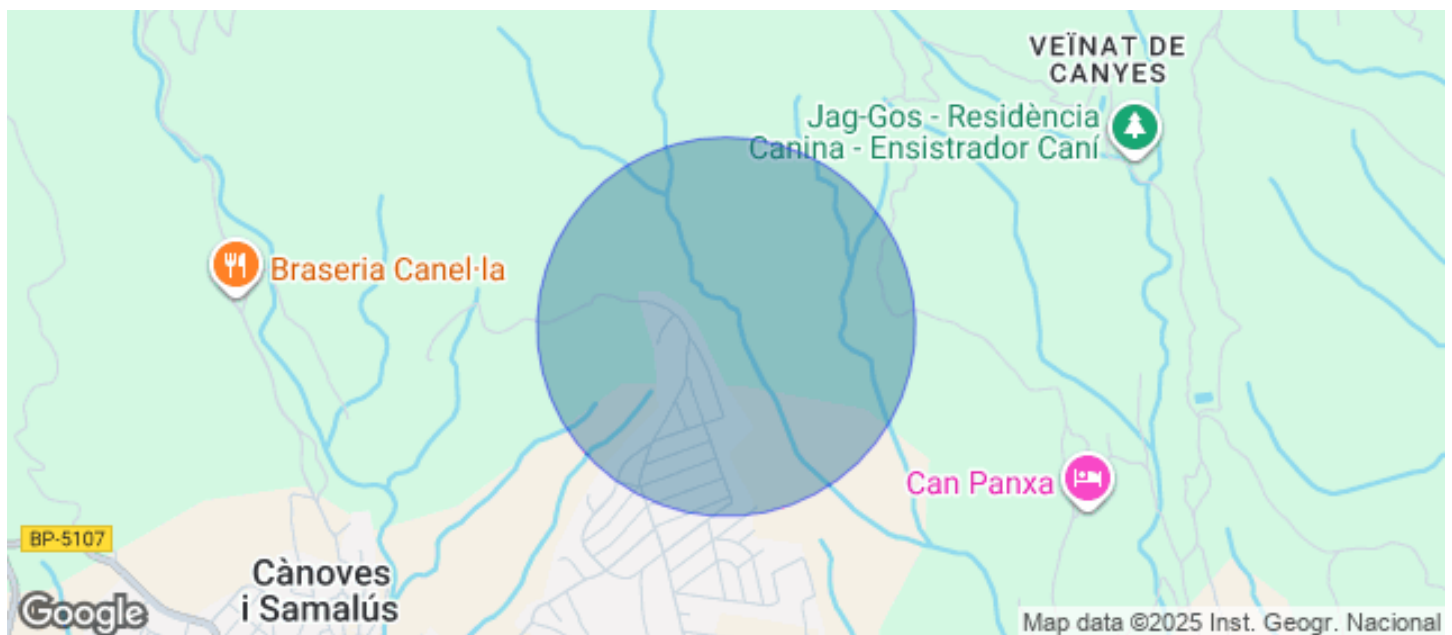 VEÏNAT DE
CANYES
Jag-Gos - Residència
Canina - Ensistrador Caní
Braseria Canel·la
Can Panxa
BP-5107
Cànoves
i Samalús
Google
Map data ©2025 Inst. Geogr. Nacional